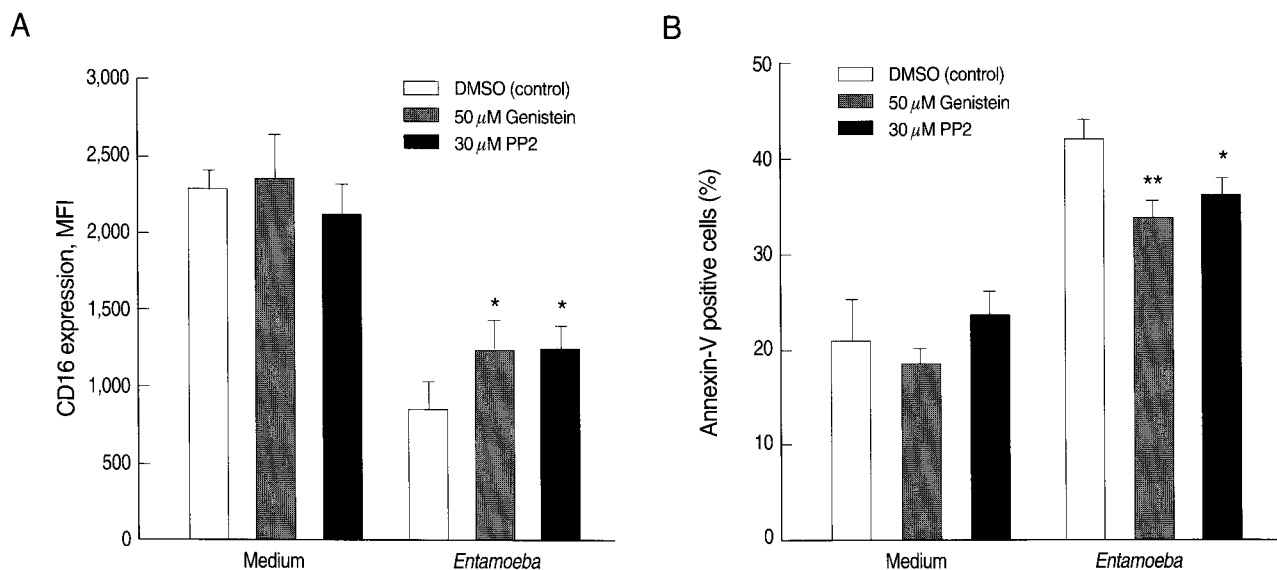 A
CD16 expression, MFI
3,000
2,500
2,000
1,500
1,000
500
0
DMSO (control)
50 μM Genistein
30 μM PP2
*
*
Medium
Entamoeba
B
Annexin-V positive cells (%)
50
40
30
20
10
0
DMSO (control)
50 μM Genistein
30 μM PP2
**
*
Medium
Entamoeba